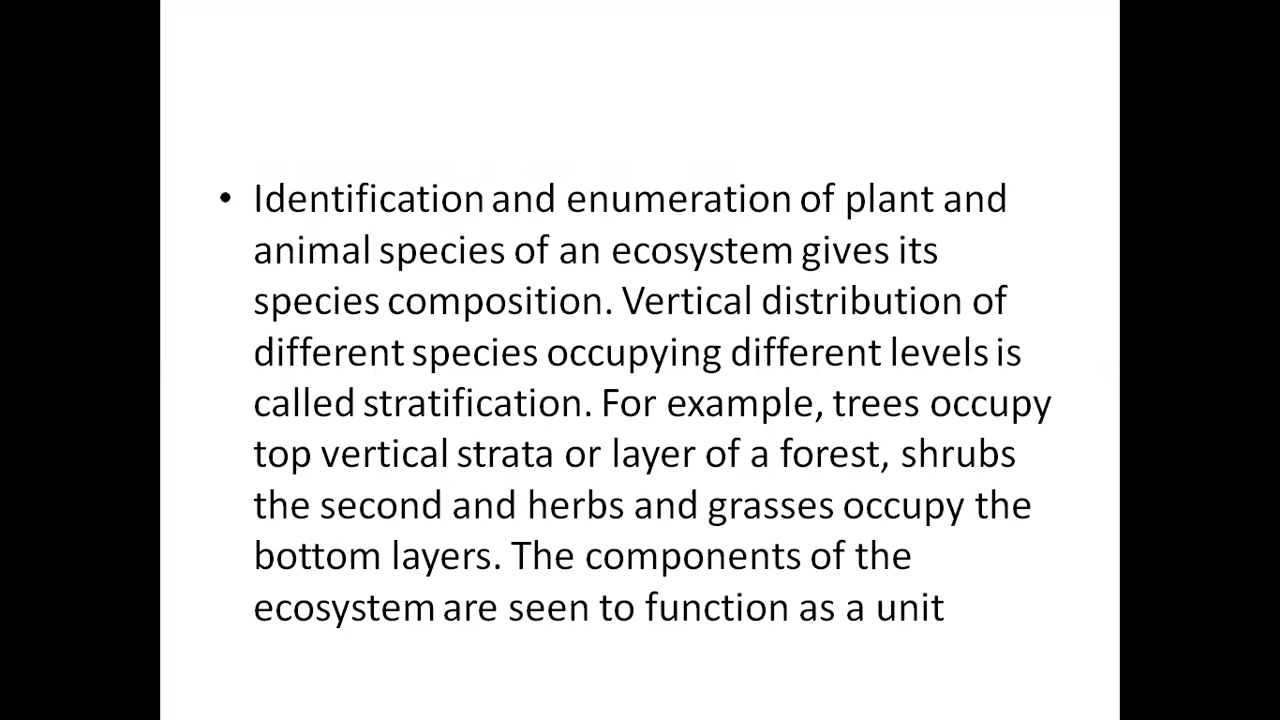 • Identification and enumeration of plant and
animal species of an ecosystem gives its
species composition. Vertical distribution of
different species occupying different levels is
called stratification. For example, trees occupy
top vertical strata or layer of a forest, shrubs
the second and herbs and grasses occupy the
bottom layers. The components of the
ecosystem are seen to function as a unit